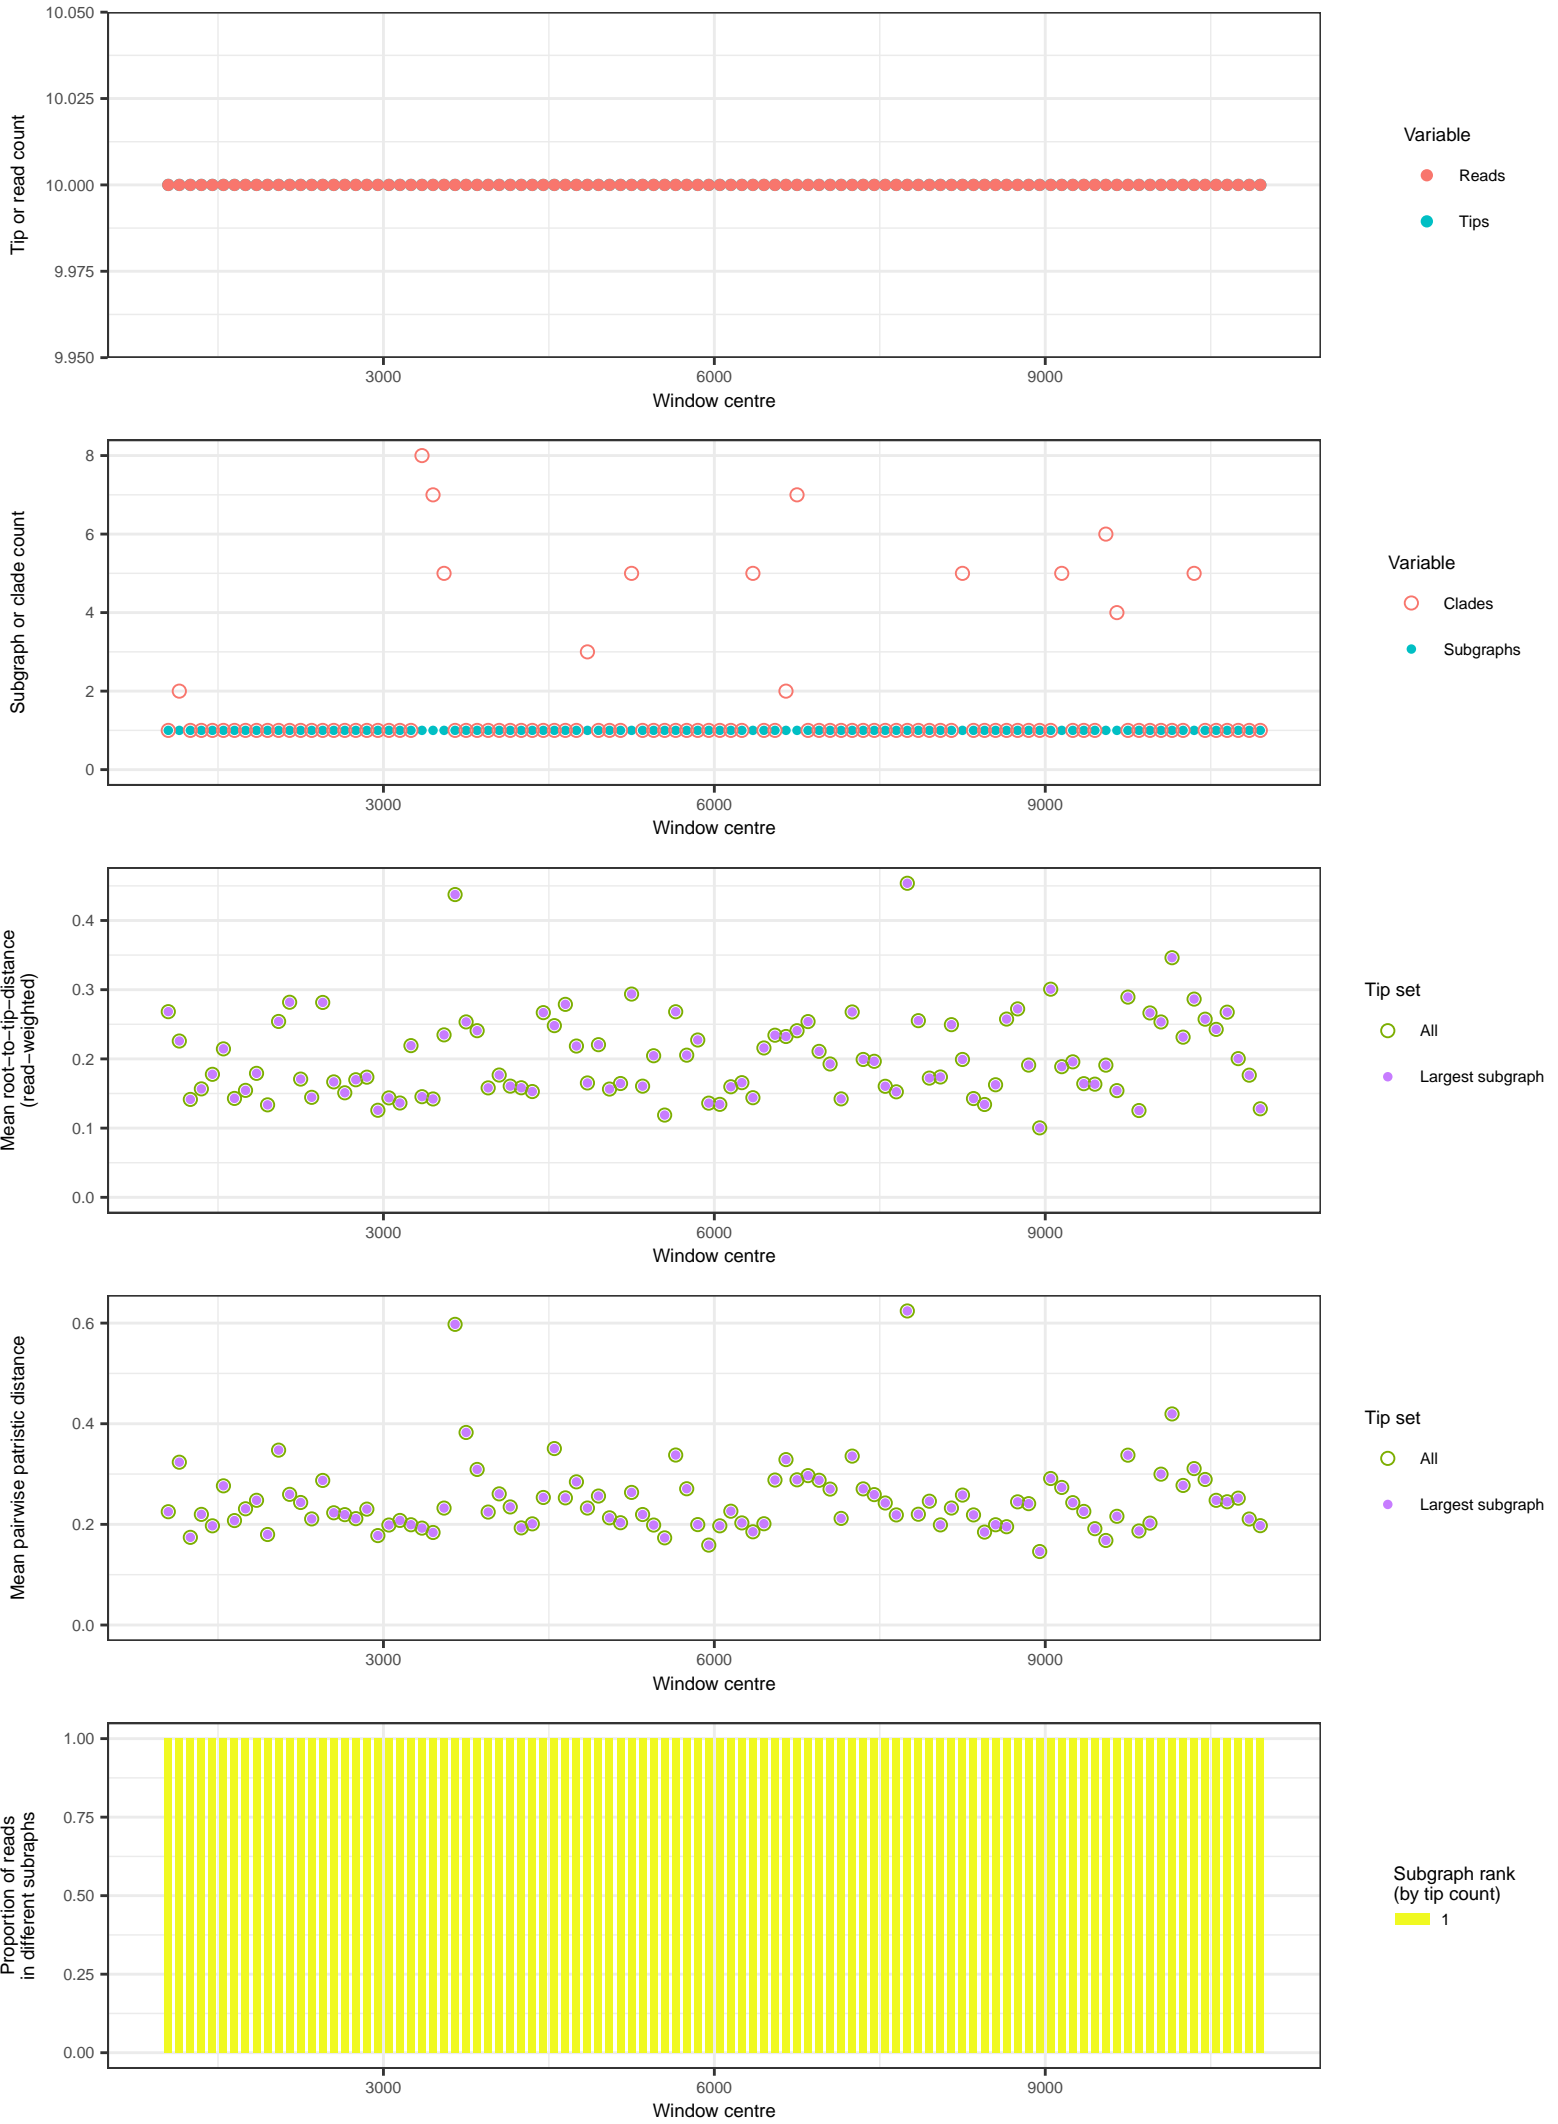 10.050
10.025
10.000
9.975
9.950
Tip or read count
3000 6000 9000
Window centre
Variable
Reads
Tips
8
6
4
2
0
Subgraph or clade count
3000 6000 9000
Window centre
Variable
Clades
Subgraphs
0.4
0.3
0.2
0.1
0.0
Mean root−to−tip−distance
(read−weighted)
3000 6000 9000
Window centre
Tip set
All
Largest subgraph
0.6
0.4
0.2
0.0
Mean pairwise patristic distance
3000 6000 9000
Window centre
Tip set
All
Largest subgraph
1.00
0.75
0.50
0.25
0.00
Proportion of reads
in different subraphs
3000 6000 9000
Window centre
Subgraph rank
(by tip count)
1